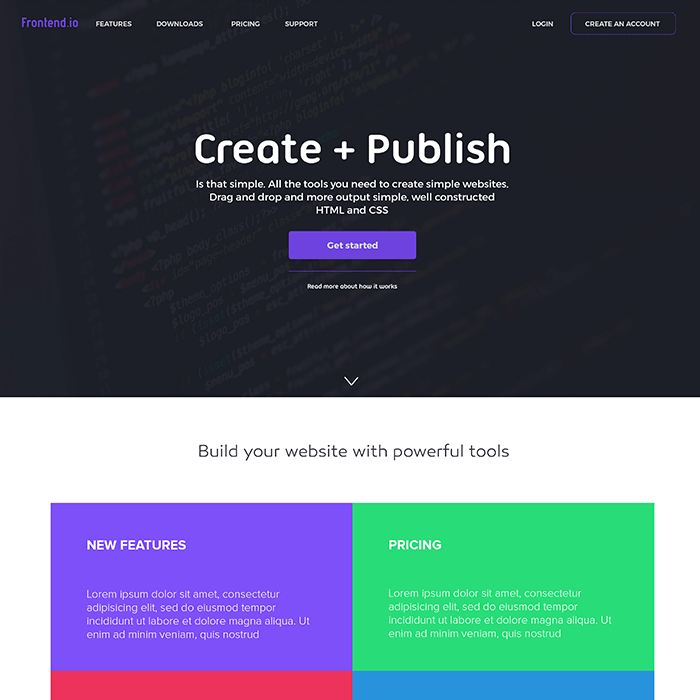 Frontend.io FEATURES DOWNLOADS PRICING SUPPORT LOGIN CREATE AN ACCOUNT
Create + Publish
Is that simple. All the tools you need to create simple websites.
Drag and drop and more output simple, well constructed
HTML and CSS
Get started
Read more about how it works
Build your website with powerful tools
NEW FEATURES
Lorem ipsum dolor sit amet, consectetur
adipisicing elit, sed do eiusmod tempor
incididunt ut labore et dolore magna aliqua. Ut
enim ad minim veniam, quis nostrud
PRICING
Lorem ipsum dolor sit amet, consectetur
adipisicing elit, sed do eiusmod tempor
incididunt ut labore et dolore magna aliqua. Ut
enim ad minim veniam, quis nostrud